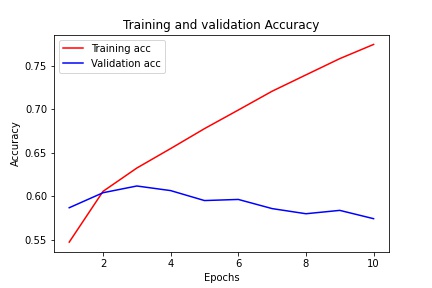 Training and validation Accuracy
Training acc
Validation acc
0.75
0.70
0.65
0.60
0.55
Accuracy
2 4 6 8 10
Epochs